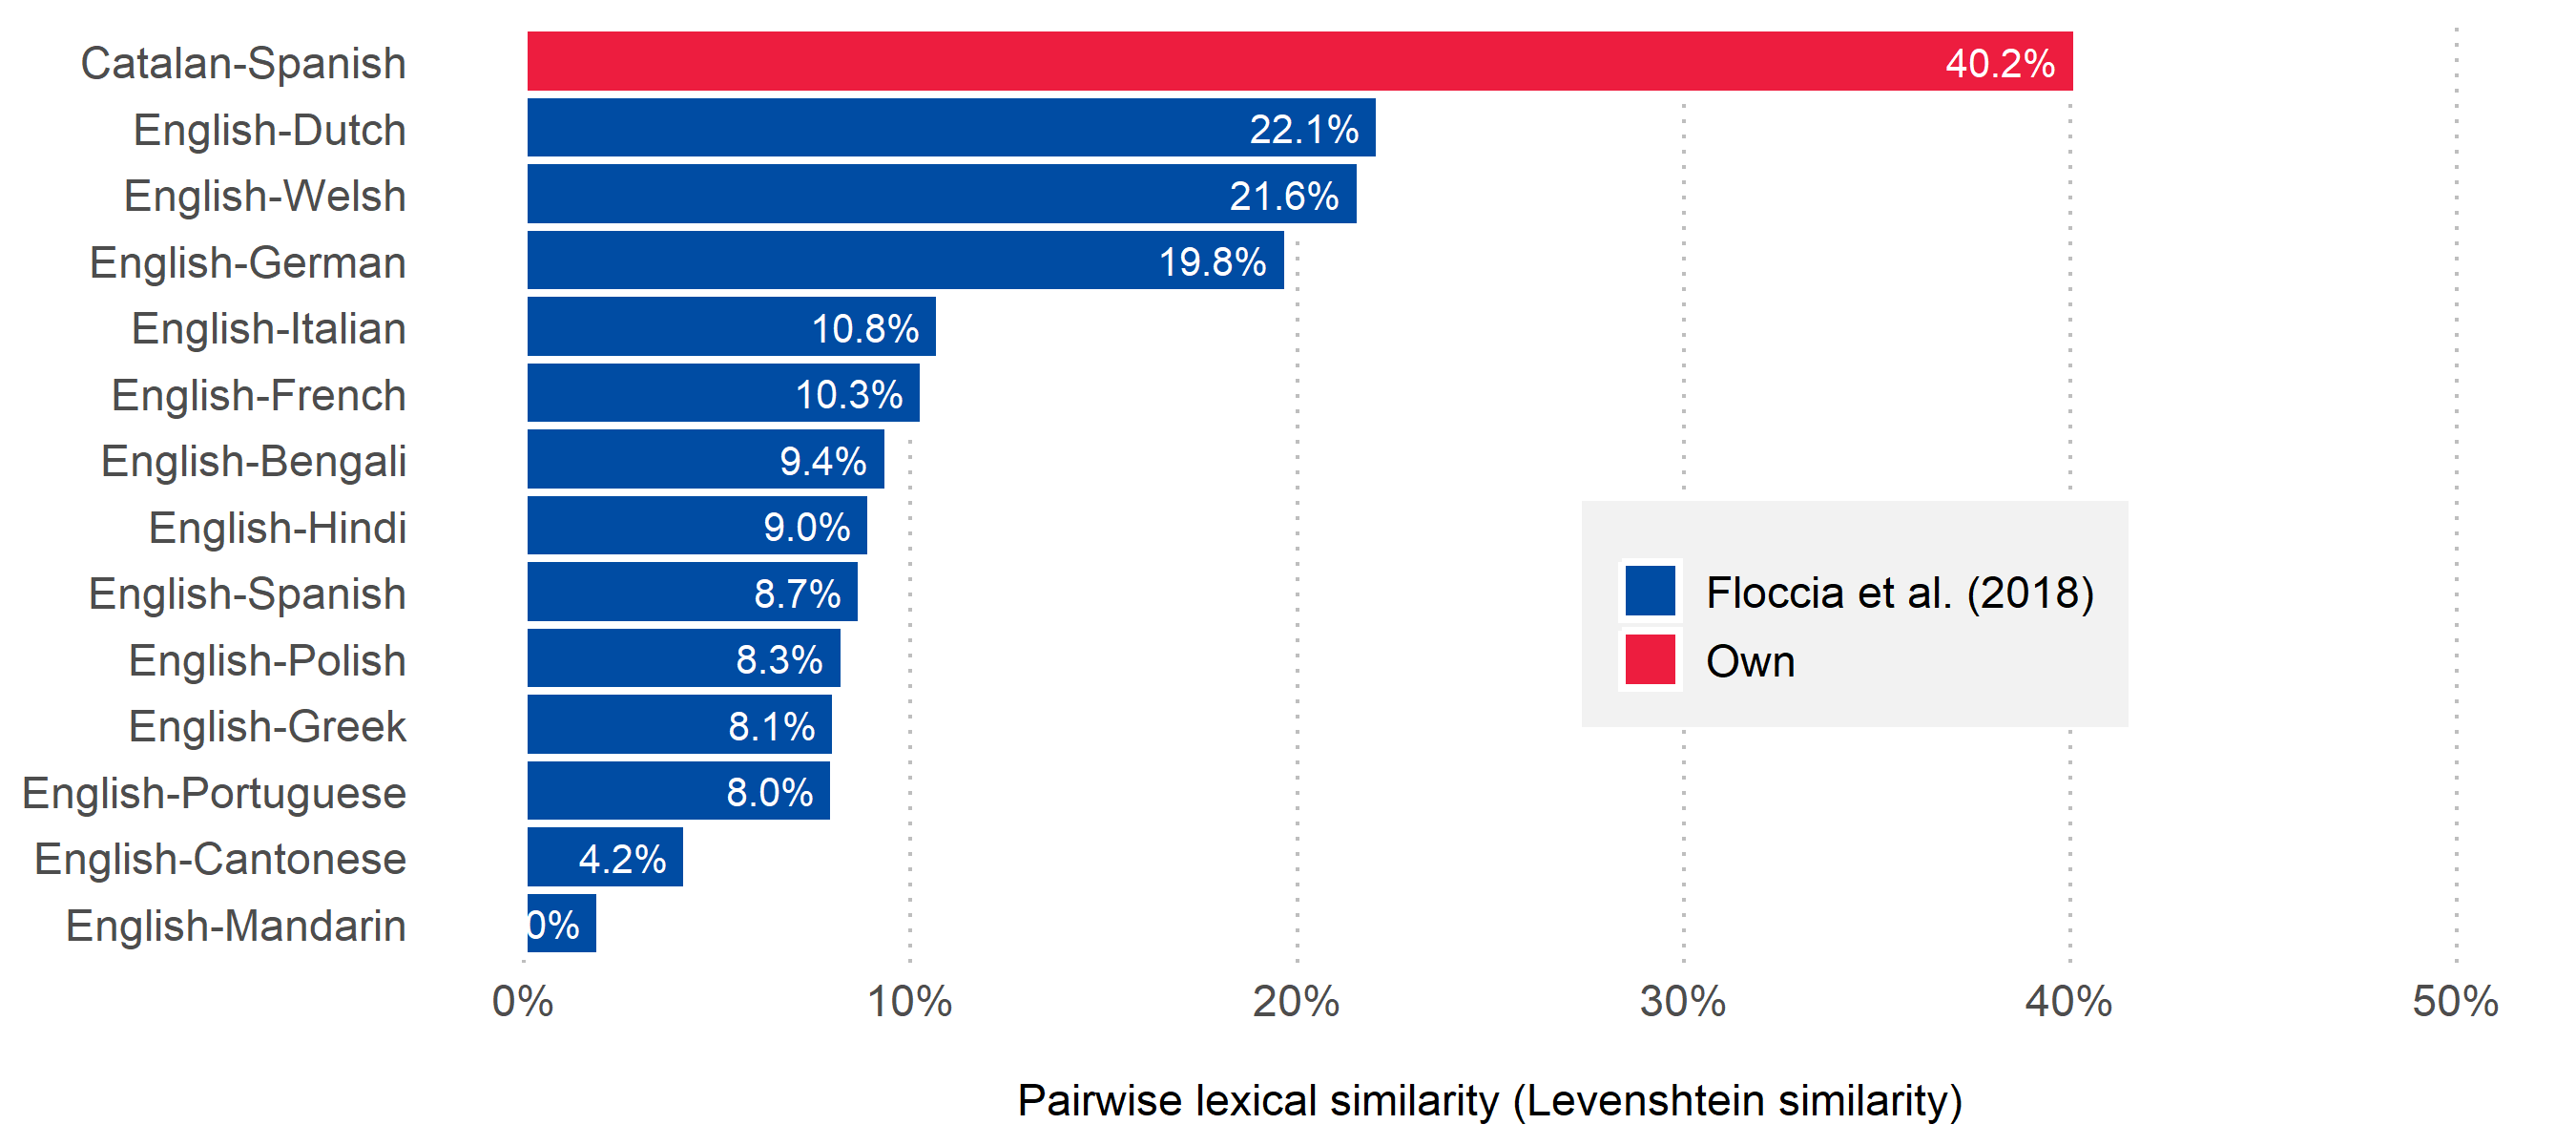 Catalan-Spanish 40.2%
English-Dutch 22.1%
English-Welsh 21.6%
English-German 19.8%
English-Italian 10.8%
English-French 10.3%
English-Bengali 9.4%
English-Hindi 9.0%
English-Spanish 8.7%
English-Polish 8.3%
English-Greek 8.1%
English-Portuguese 8.0%
English-Cantonese 4.2%
English-Mandarin 0%
Floccia et al. (2018)
Own
0% 10% 20% 30% 40% 50%
Pairwise lexical similarity (Levenshtein similarity)